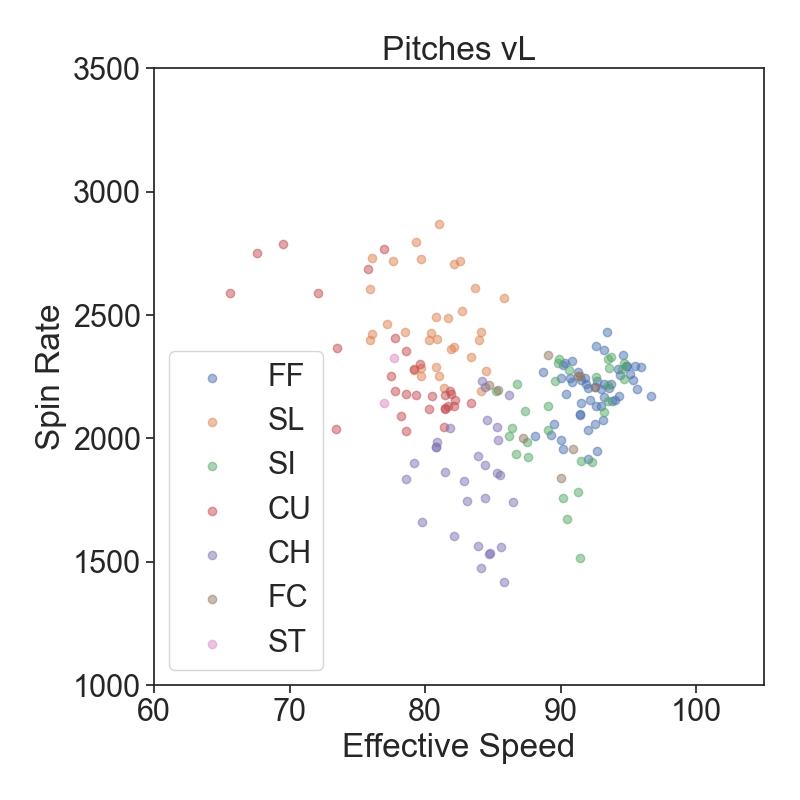 Pitches vL
3500
3000
2500
2000
1500
1000
Spin Rate
FF
SL
SI
CU
CH
FC
ST
60
70
80
90
100
Effective Speed